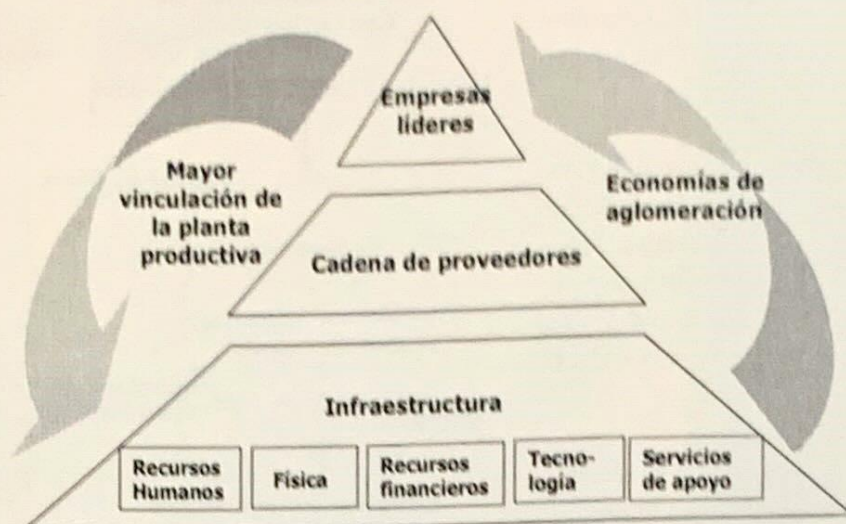 Empresas
líderes
Mayor
vinculación de
la planta
productiva
Economías de
aglomeración
Cadena de proveedores
Infraestructura
Recursos
Humanos
Física
Recursos
financieros
Tecno-
logía
Servicios
de apoyo